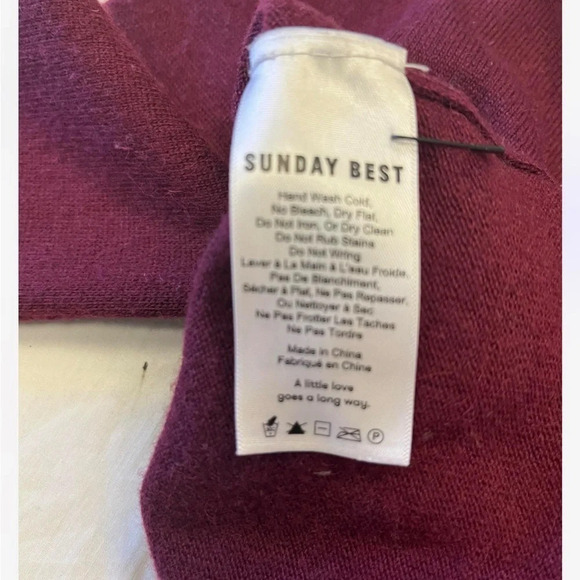 SUNDAY BEST
Hand Wash Cold,
No Bleach, Dry Flat,
Do Not Iron, Or Dry Clean
Do Not Rub Stains
Do Not Wring
Laver à La Main à L'eau Froide,
Pas De Blanchiment,
Sécher à Plat, Ne Pas Repasser,
Ou Nettoyer à Sec
Ne Pas Frotter Les Taches
Ne Pas Tordre
Made in China
Fabriqué en China
A little love
goes a long way.
P